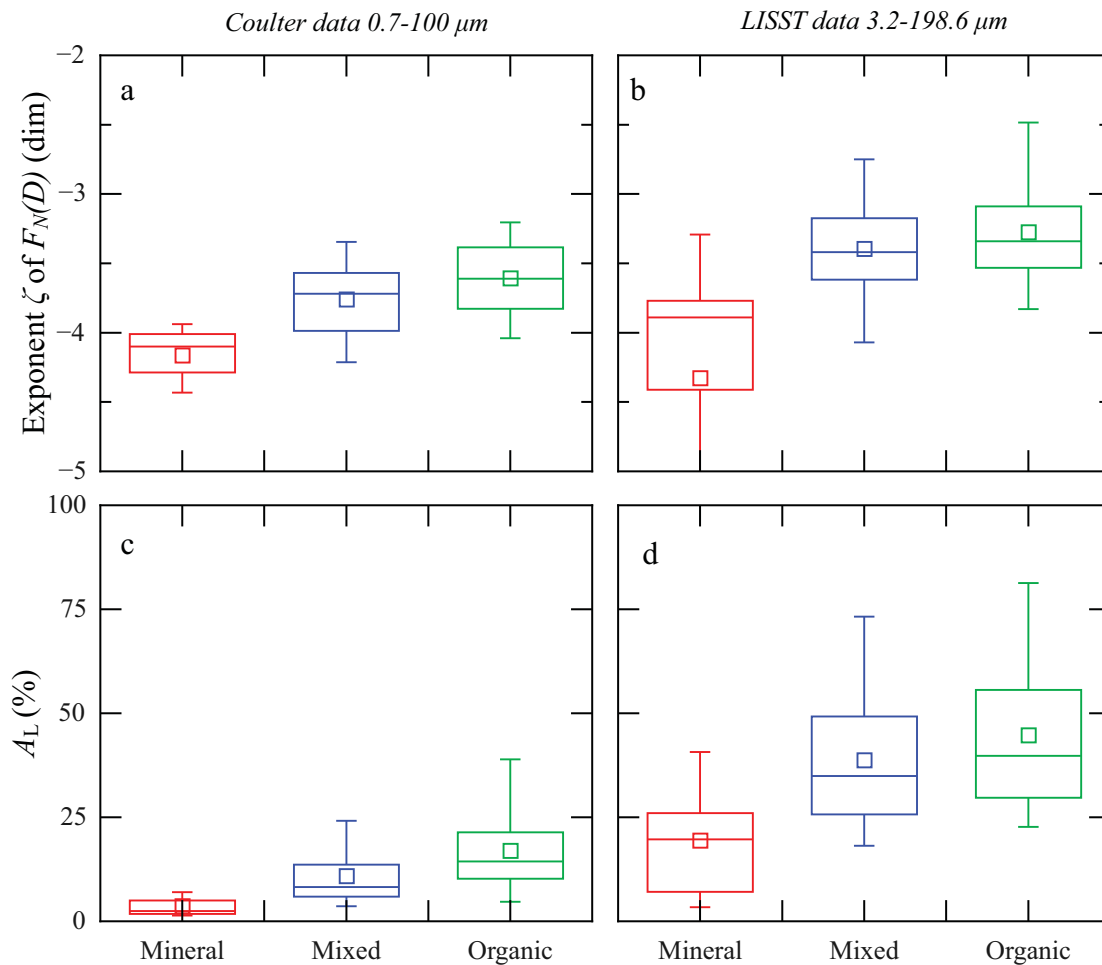 Coulter data 0.7-100 μm
LISST data 3.2-198.6 μm
Exponent ζ of F_N(D) (dim)
−2
−3
−4
−5
a
b
A_L (%)
100
75
50
25
0
c
d
Mineral
Mixed
Organic
Mineral
Mixed
Organic